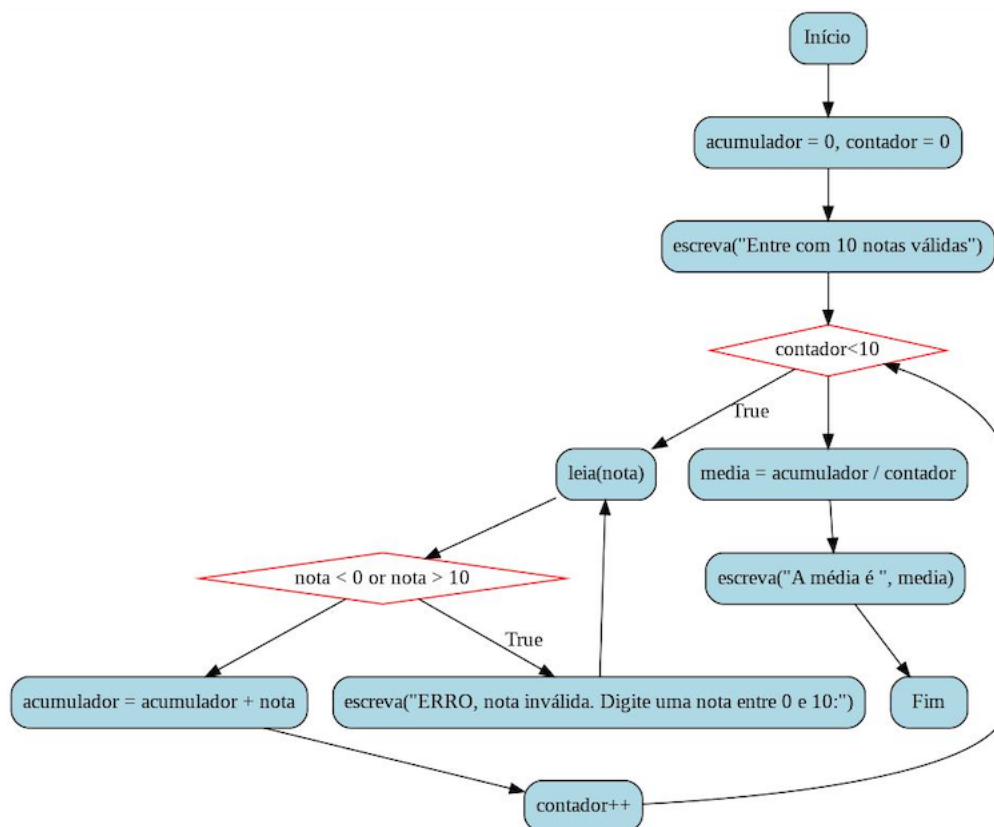 Início
acumulador = 0, contador = 0
escreva("Entre com 10 notas válidas")
contador<10
True
leia(nota)
media = acumulador / contador
nota < 0 or nota > 10
escreva("A média é ", media)
True
acumulador = acumulador + nota
escreva("ERRO, nota inválida. Digite uma nota entre 0 e 10:")
Fim
contador++